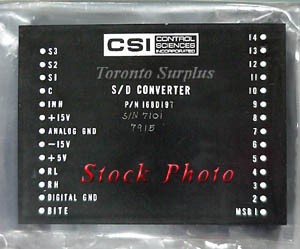 CSI CONTROL SCIENCES INCORPORATED
Toronto Surplus
S/D CONVERTER
P/N 168D197
S/N 7101
7915
S3
S2
S1
C
INH
+15V
ANALOG GND
-15V
+5V
RL
RH
DIGITAL GND
BITE
14
13
12
11
10
9
8
7
6
5
4
3
2
MSB 1
Stock Photo